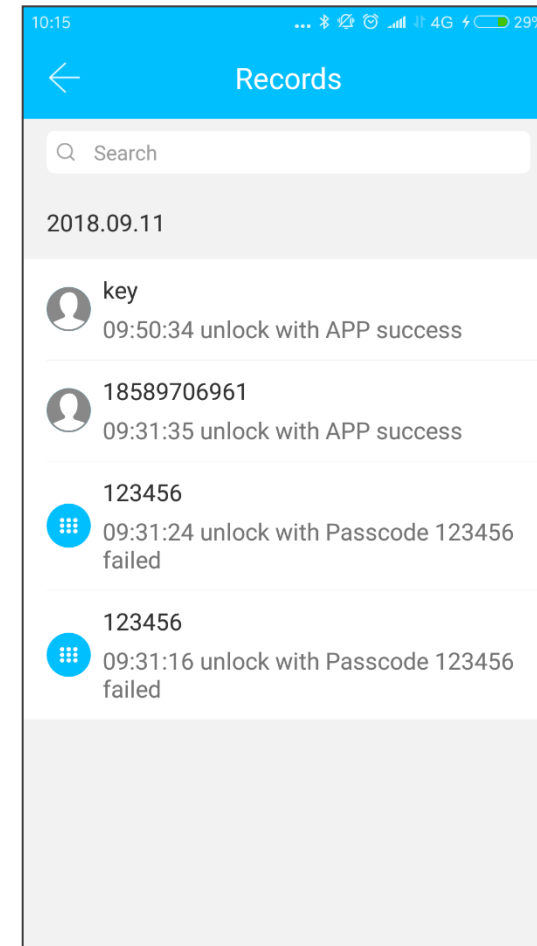 10:15 ... 4G 29%
Records
Search
2018.09.11
key
09:50:34 unlock with APP success
18589706961
09:31:35 unlock with APP success
123456
09:31:24 unlock with Passcode 123456
failed
123456
09:31:16 unlock with Passcode 123456
failed